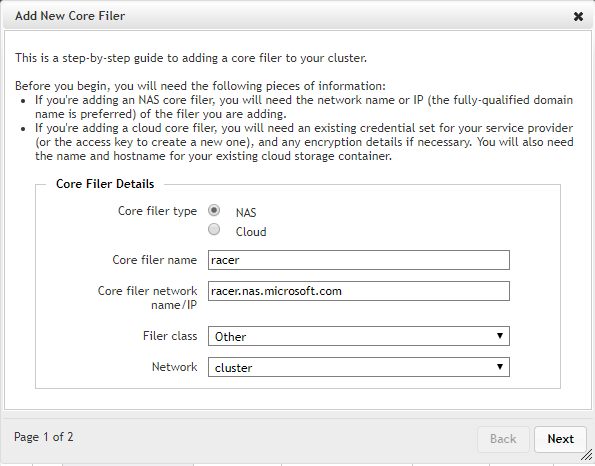 Add New Core Filer
This is a step-by-step guide to adding a core filer to your cluster.
Before you begin, you will need the following pieces of information:
• If you're adding an NAS core filer, you will need the network name or IP (the fully-qualified domain
name is preferred) of the filer you are adding.
• If you're adding a cloud core filer, you will need an existing credential set for your service provider
(or the access key to create a new one), and any encryption details if necessary. You will also need
the name and hostname for your existing cloud storage container.
Core Filer Details
Core filer type NAS
Cloud
Core filer name racer
Core filer network racer.nas.microsoft.com
name/IP
Filer class Other
Network cluster
Page 1 of 2 Back Next